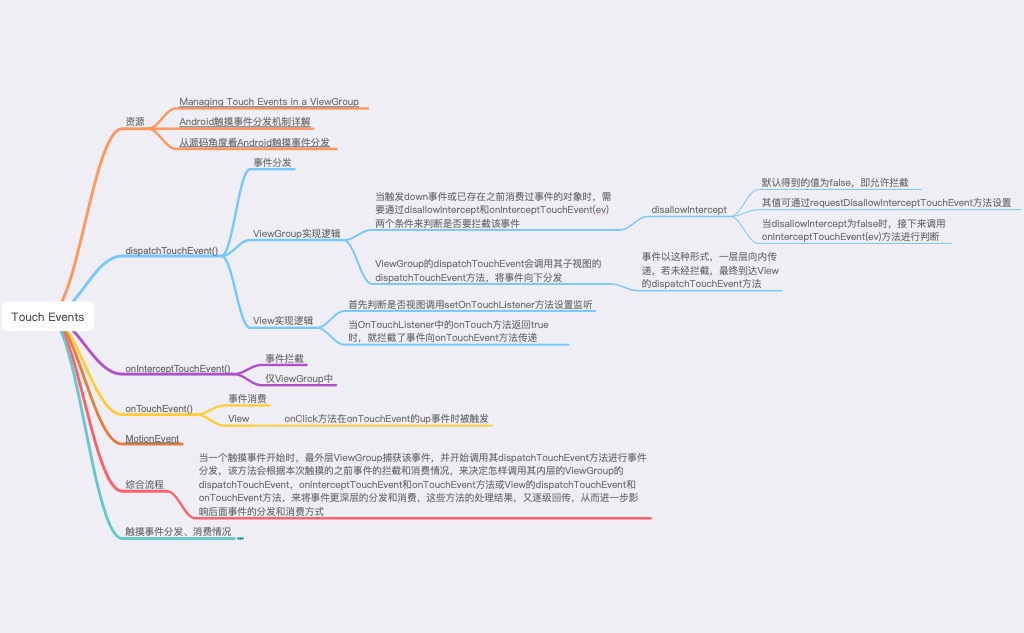 Touch Events
资源
Managing Touch Events in a ViewGroup
Android触摸事件分发机制详解
从源码角度看Android触摸事件分发
dispatchTouchEvent()
事件分发
ViewGroup实现逻辑
当触发down事件或已存在之前消费过事件的对象时，需
要通过disallowIntercept和onInterceptTouchEvent(ev)
两个条件来判断是否要拦截该事件
disallowIntercept
默认得到的值为false，即允许拦截
其值可通过requestDisallowInterceptTouchEvent方法设置
当disallowIntercept为false时，接下来调用
onInterceptTouchEvent(ev)方法进行判断
ViewGroup的dispatchTouchEvent会调用其子视图的
dispatchTouchEvent方法，将事件向下分发
事件以这种形式，一层层向内传
递，若未经拦截，最终到达View
的dispatchTouchEvent方法
View实现逻辑
首先判断是否视图调用setOnTouchListener方法设置监听
当OnTouchListener中的onTouch方法返回true
时，就拦截了事件向onTouchEvent方法传递
onInterceptTouchEvent()
事件拦截
仅ViewGroup中
onTouchEvent()
事件消费
View
onClick方法在onTouchEvent的up事件时被触发
MotionEvent
综合流程
当一个触摸事件开始时，最外层ViewGroup捕获该事件，并开始调用其dispatchTouchEvent方法进行事件
分发，该方法会根据本次触摸的之前事件的拦截和消费情况，来决定怎样调用其内层的ViewGroup的
dispatchTouchEvent，onInterceptTouchEvent和onTouchEvent方法或View的dispatchTouchEvent和
onTouchEvent方法，来将事件更深层的分发和消费，这些方法的处理结果，又逐级回传，从而进一步影
响后面事件的分发和消费方式
触摸事件分发、消费情况